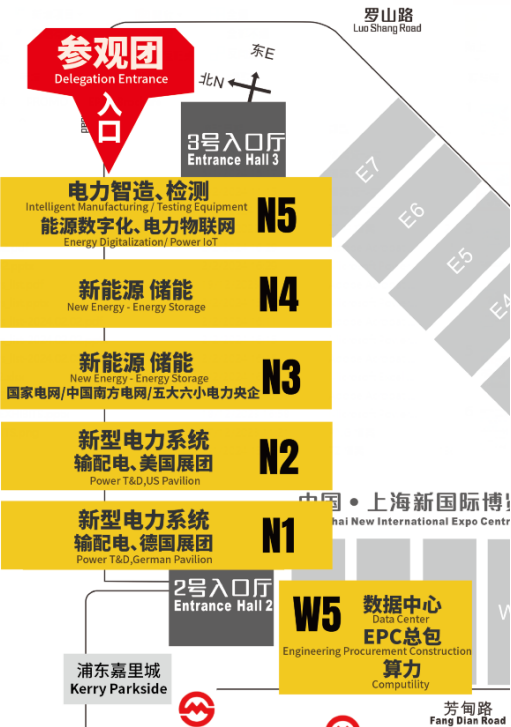 罗山路
Luo Shang Road
参观团
Delegation Entrance
入口
东E
北N
3号入口厅
Entrance Hall 3
E7
E6
E5
E4
电力智造、检测
Intelligent Manufacturing / Testing Equipment
能源数字化、电力物联网
Energy Digitalization/ Power IoT
N5
新能源 储能
New Energy - Energy Storage
N4
新能源 储能
New Energy - Energy Storage
国家电网/中国南方电网/五大六小电力央企
N3
新型电力系统
输配电、美国展团
Power T&D,US Pavilion
N2
中国·上海新国际博
hai New International Expo Centr
新型电力系统
输配电、德国展团
Power T&D,German Pavilion
N1
2号入口厅
Entrance Hall 2
W5
数据中心
Data Center
EPC总包
Engineering Procurement Construction
算力
Computility
W
浦东嘉里城
Kerry Parkside
芳甸路
Fang Dian Road